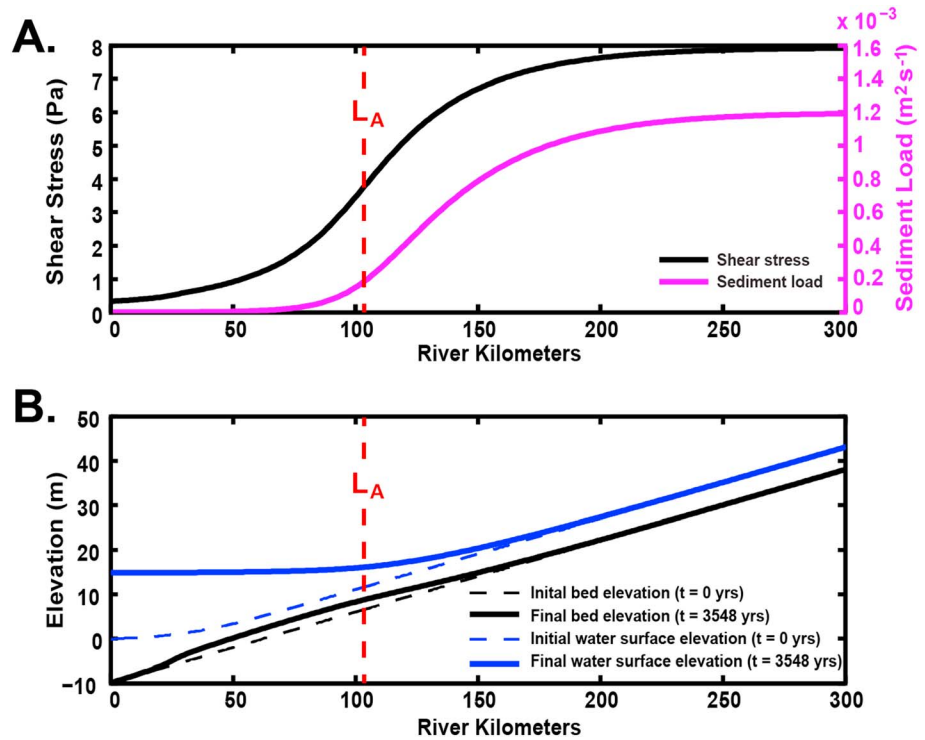 A.
x 10⁻³
8
7
6
5
4
3
2
1
0
Shear Stress (Pa)
1.6
1.4
1.2
1
0.8
0.6
0.4
0.2
0
Sediment Load (m² s⁻¹)
L_A
Shear stress
Sediment load
0 50 100 150 200 250 300
River Kilometers
B.
50
40
30
20
10
0
−10
Elevation (m)
L_A
Inital bed elevation (t = 0 yrs)
Final bed elevation (t = 3548 yrs)
Initial water surface elevation (t = 0 yrs)
Final water surface elevation (t = 3548 yrs)
0 50 100 150 200 250 300
River Kilometers